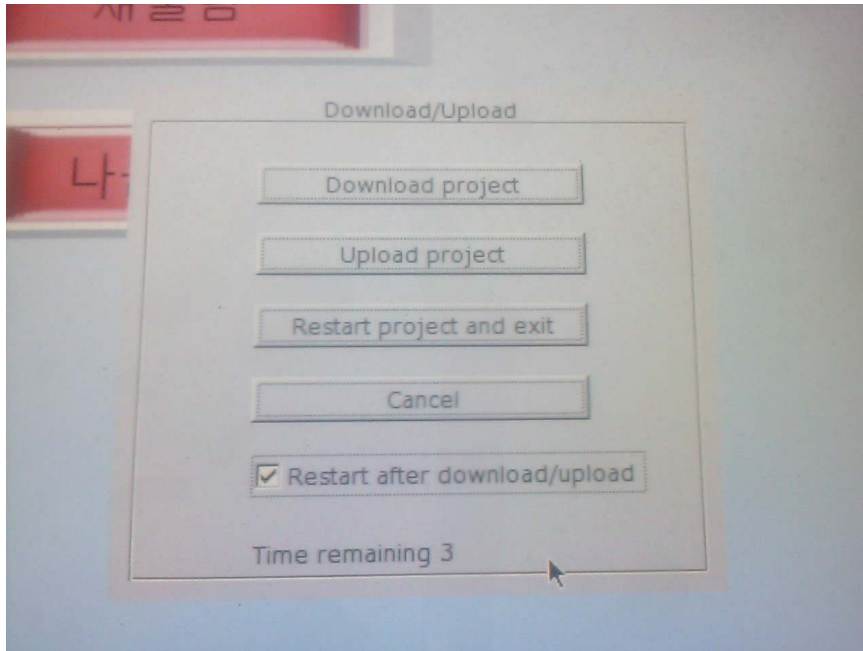 Download/Upload
Download project
Upload project
Restart project and exit
Cancel
Restart after download/upload
Time remaining 3